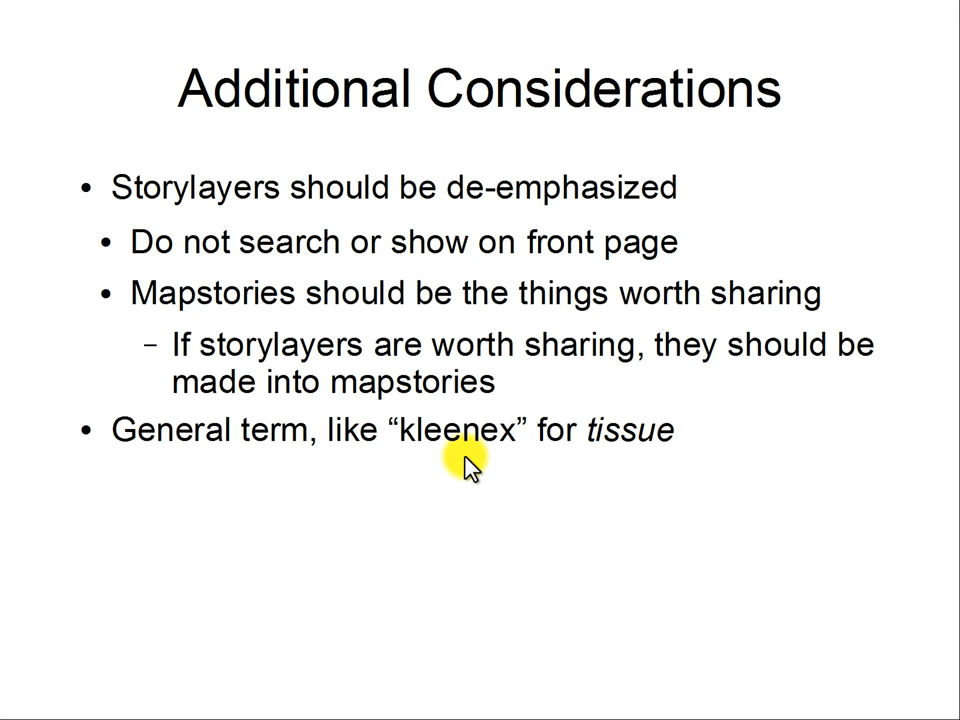 Additional Considerations
• Storylayers should be de-emphasized
• Do not search or show on front page
• Mapstories should be the things worth sharing
– If storylayers are worth sharing, they should be
made into mapstories
• General term, like “kleenex” for tissue